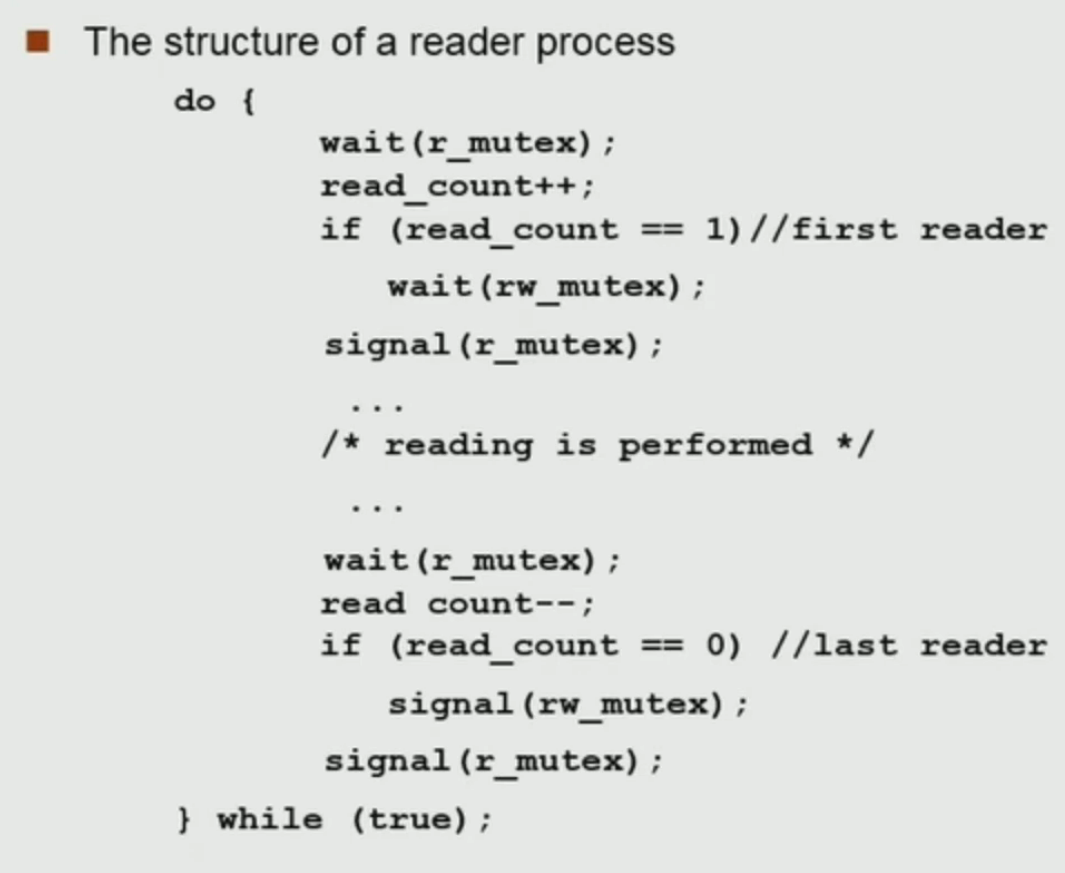 The structure of a reader process
do {
wait(r_mutex);
read_count++;
if (read_count == 1)//first reader
wait(rw_mutex);
signal(r_mutex);
...
/* reading is performed */
...
wait(r_mutex);
read count--;
if (read_count == 0) //last reader
signal(rw_mutex);
signal(r_mutex);
} while (true);